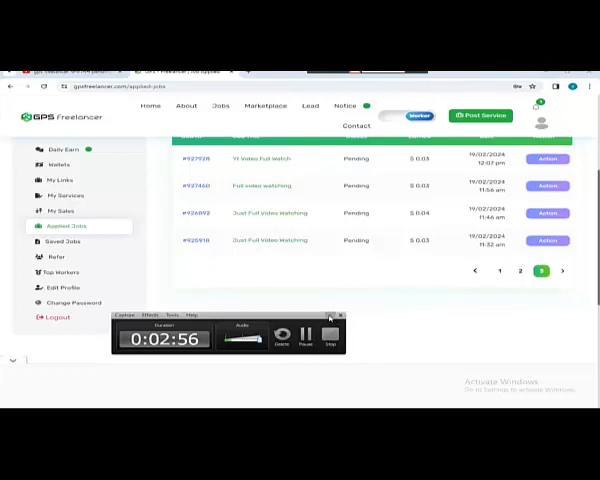 gpsfreelancer.com/applied-jobs
GPS Freelancer
Home About Jobs Marketplace Lead Notice
Contact
Worker
Post Service
Daily Earn
Wallets
My Links
My Services
My Sales
Applied Jobs
Saved Jobs
Refer
Top Workers
Edit Profile
Change Password
Logout
#927928 Yt Video Full Watch Pending $ 0.03 19/02/2024 12:07 pm Action
#927460 Full video watching Pending $ 0.03 19/02/2024 11:56 am Action
#926892 Just Full Video Watching Pending $ 0.04 19/02/2024 11:46 am Action
#925918 Just Full Video Watching Pending $ 0.03 19/02/2024 11:32 am Action
1 2 3
Capture Effects Tools Help
Duration Audio
0:02:56
Delete Pause Stop
Activate Windows
Go to Settings to activate Windows.